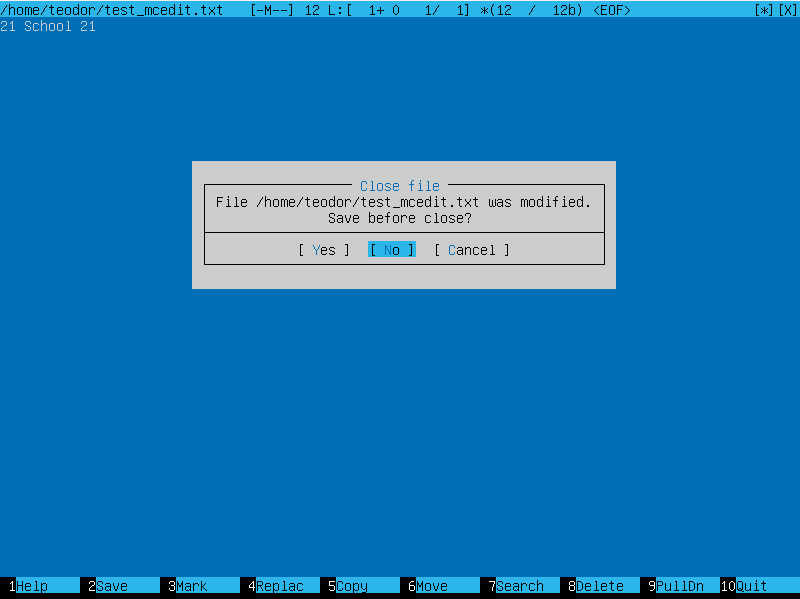 /home/teodor/test_mcedit.txt [-M--] 12 L:[ 1+ 0 1/ 1] *(12 / 12b) <EOF> [*][X]
21 School 21
Close file
File /home/teodor/test_mcedit.txt was modified.
Save before close?
[ Yes ] [ No ] [ Cancel ]
1Help 2Save 3Mark 4Replac 5Copy 6Move 7Search 8Delete 9PullDn 10Quit